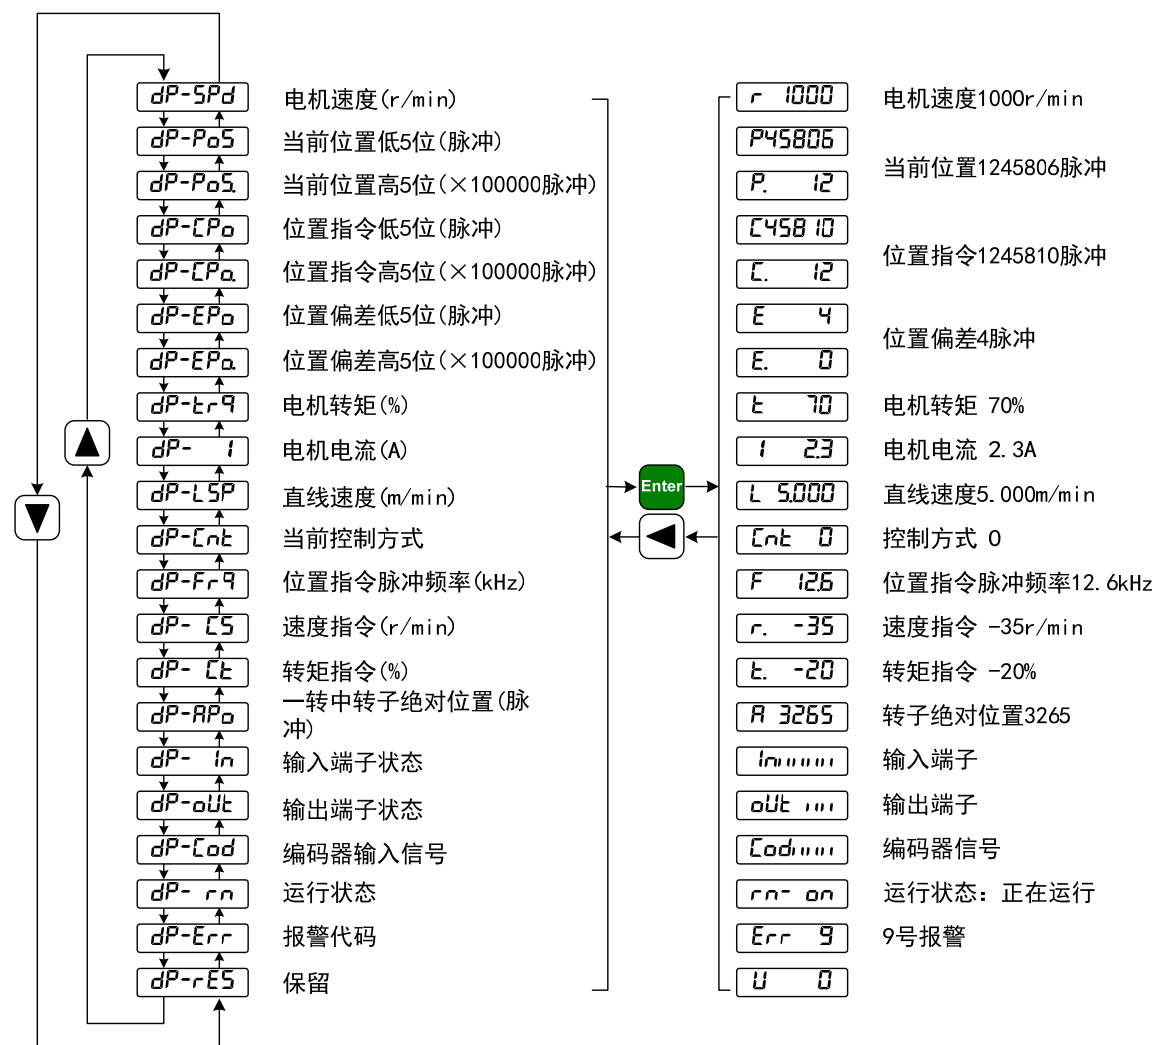 dP-SPd 电机速度(r/min) r 1000 电机速度1000r/min
dP-PoS 当前位置低5位(脉冲) P45806
当前位置1245806脉冲
dP-PoS. 当前位置高5位(×100000脉冲) P. 12
dP-CPo 位置指令低5位(脉冲) C45810
位置指令1245810脉冲
dP-CPo. 位置指令高5位(×100000脉冲) C. 12
dP-EPo 位置偏差低5位(脉冲) E 4
位置偏差4脉冲
dP-EPo. 位置偏差高5位(×100000脉冲) E. 0
dP-trq 电机转矩(%) t 70 电机转矩 70%
dP- I 电机电流(A) I 2.3 电机电流 2.3A
dP-LSP 直线速度(m/min) Enter L 5.000 直线速度5.000m/min
dP-Cnt 当前控制方式 Cnt 0 控制方式 0
dP-Frq 位置指令脉冲频率(kHz) F 12.6 位置指令脉冲频率12.6kHz
dP- CS 速度指令(r/min) r. -35 速度指令 -35r/min
dP- Ct 转矩指令(%) t. -20 转矩指令 -20%
dP-APo 一转中转子绝对位置(脉
冲) A 3265 转子绝对位置3265
dP- In 输入端子状态 In 输入端子
dP-oUt 输出端子状态 oUt 输出端子
dP-Cod 编码器输入信号 Cod 编码器信号
dP- rn 运行状态 rn- on 运行状态：正在运行
dP-Err 报警代码 Err 9 9号报警
dP-rES 保留 U 0